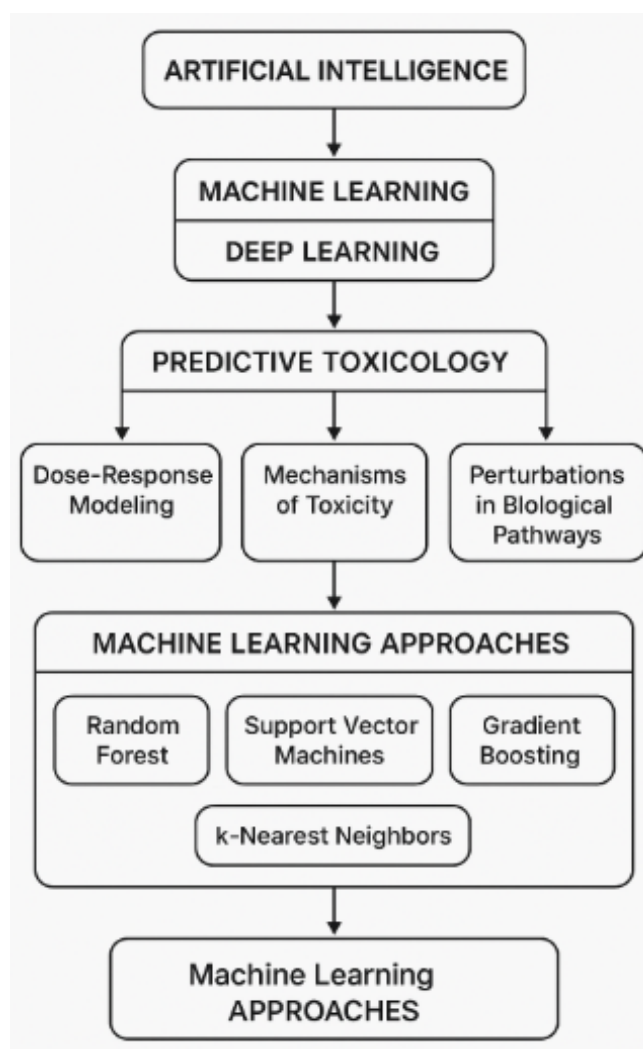 ARTIFICIAL INTELLIGENCE
MACHINE LEARNING
DEEP LEARNING
PREDICTIVE TOXICOLOGY
Dose-Response
Modeling
Mechanisms
of Toxicity
Perturbations
in Blological
Pathways
MACHINE LEARNING APPROACHES
Random
Forest
Support Vector
Machines
Gradient
Boosting
k-Nearest Neighbors
Machine Learning
APPROACHES